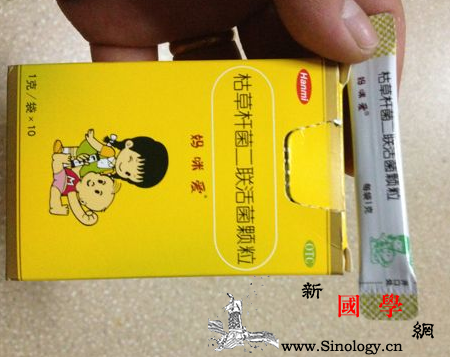 Hanmi
枯草杆菌二联活菌颗粒
妈咪爱®
1克/袋×10
OTC
枯草杆菌二联活菌颗粒
妈咪爱®
每袋1克
新國學網
www.Sinology.cn